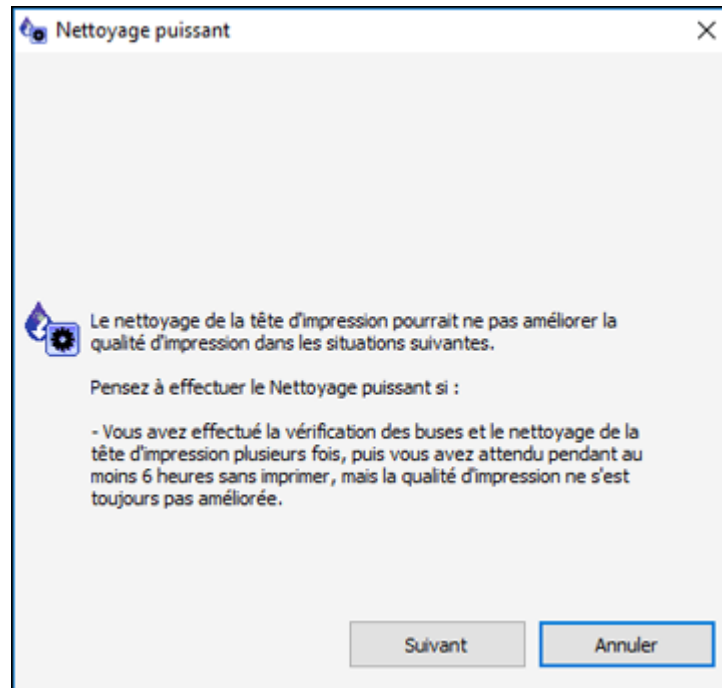 Nettoyage puissant
Le nettoyage de la tête d'impression pourrait ne pas améliorer la
qualité d'impression dans les situations suivantes.
Pensez à effectuer le Nettoyage puissant si :
- Vous avez effectué la vérification des buses et le nettoyage de la
tête d'impression plusieurs fois, puis vous avez attendu pendant au
moins 6 heures sans imprimer, mais la qualité d'impression ne s'est
toujours pas améliorée.
Suivant
Annuler